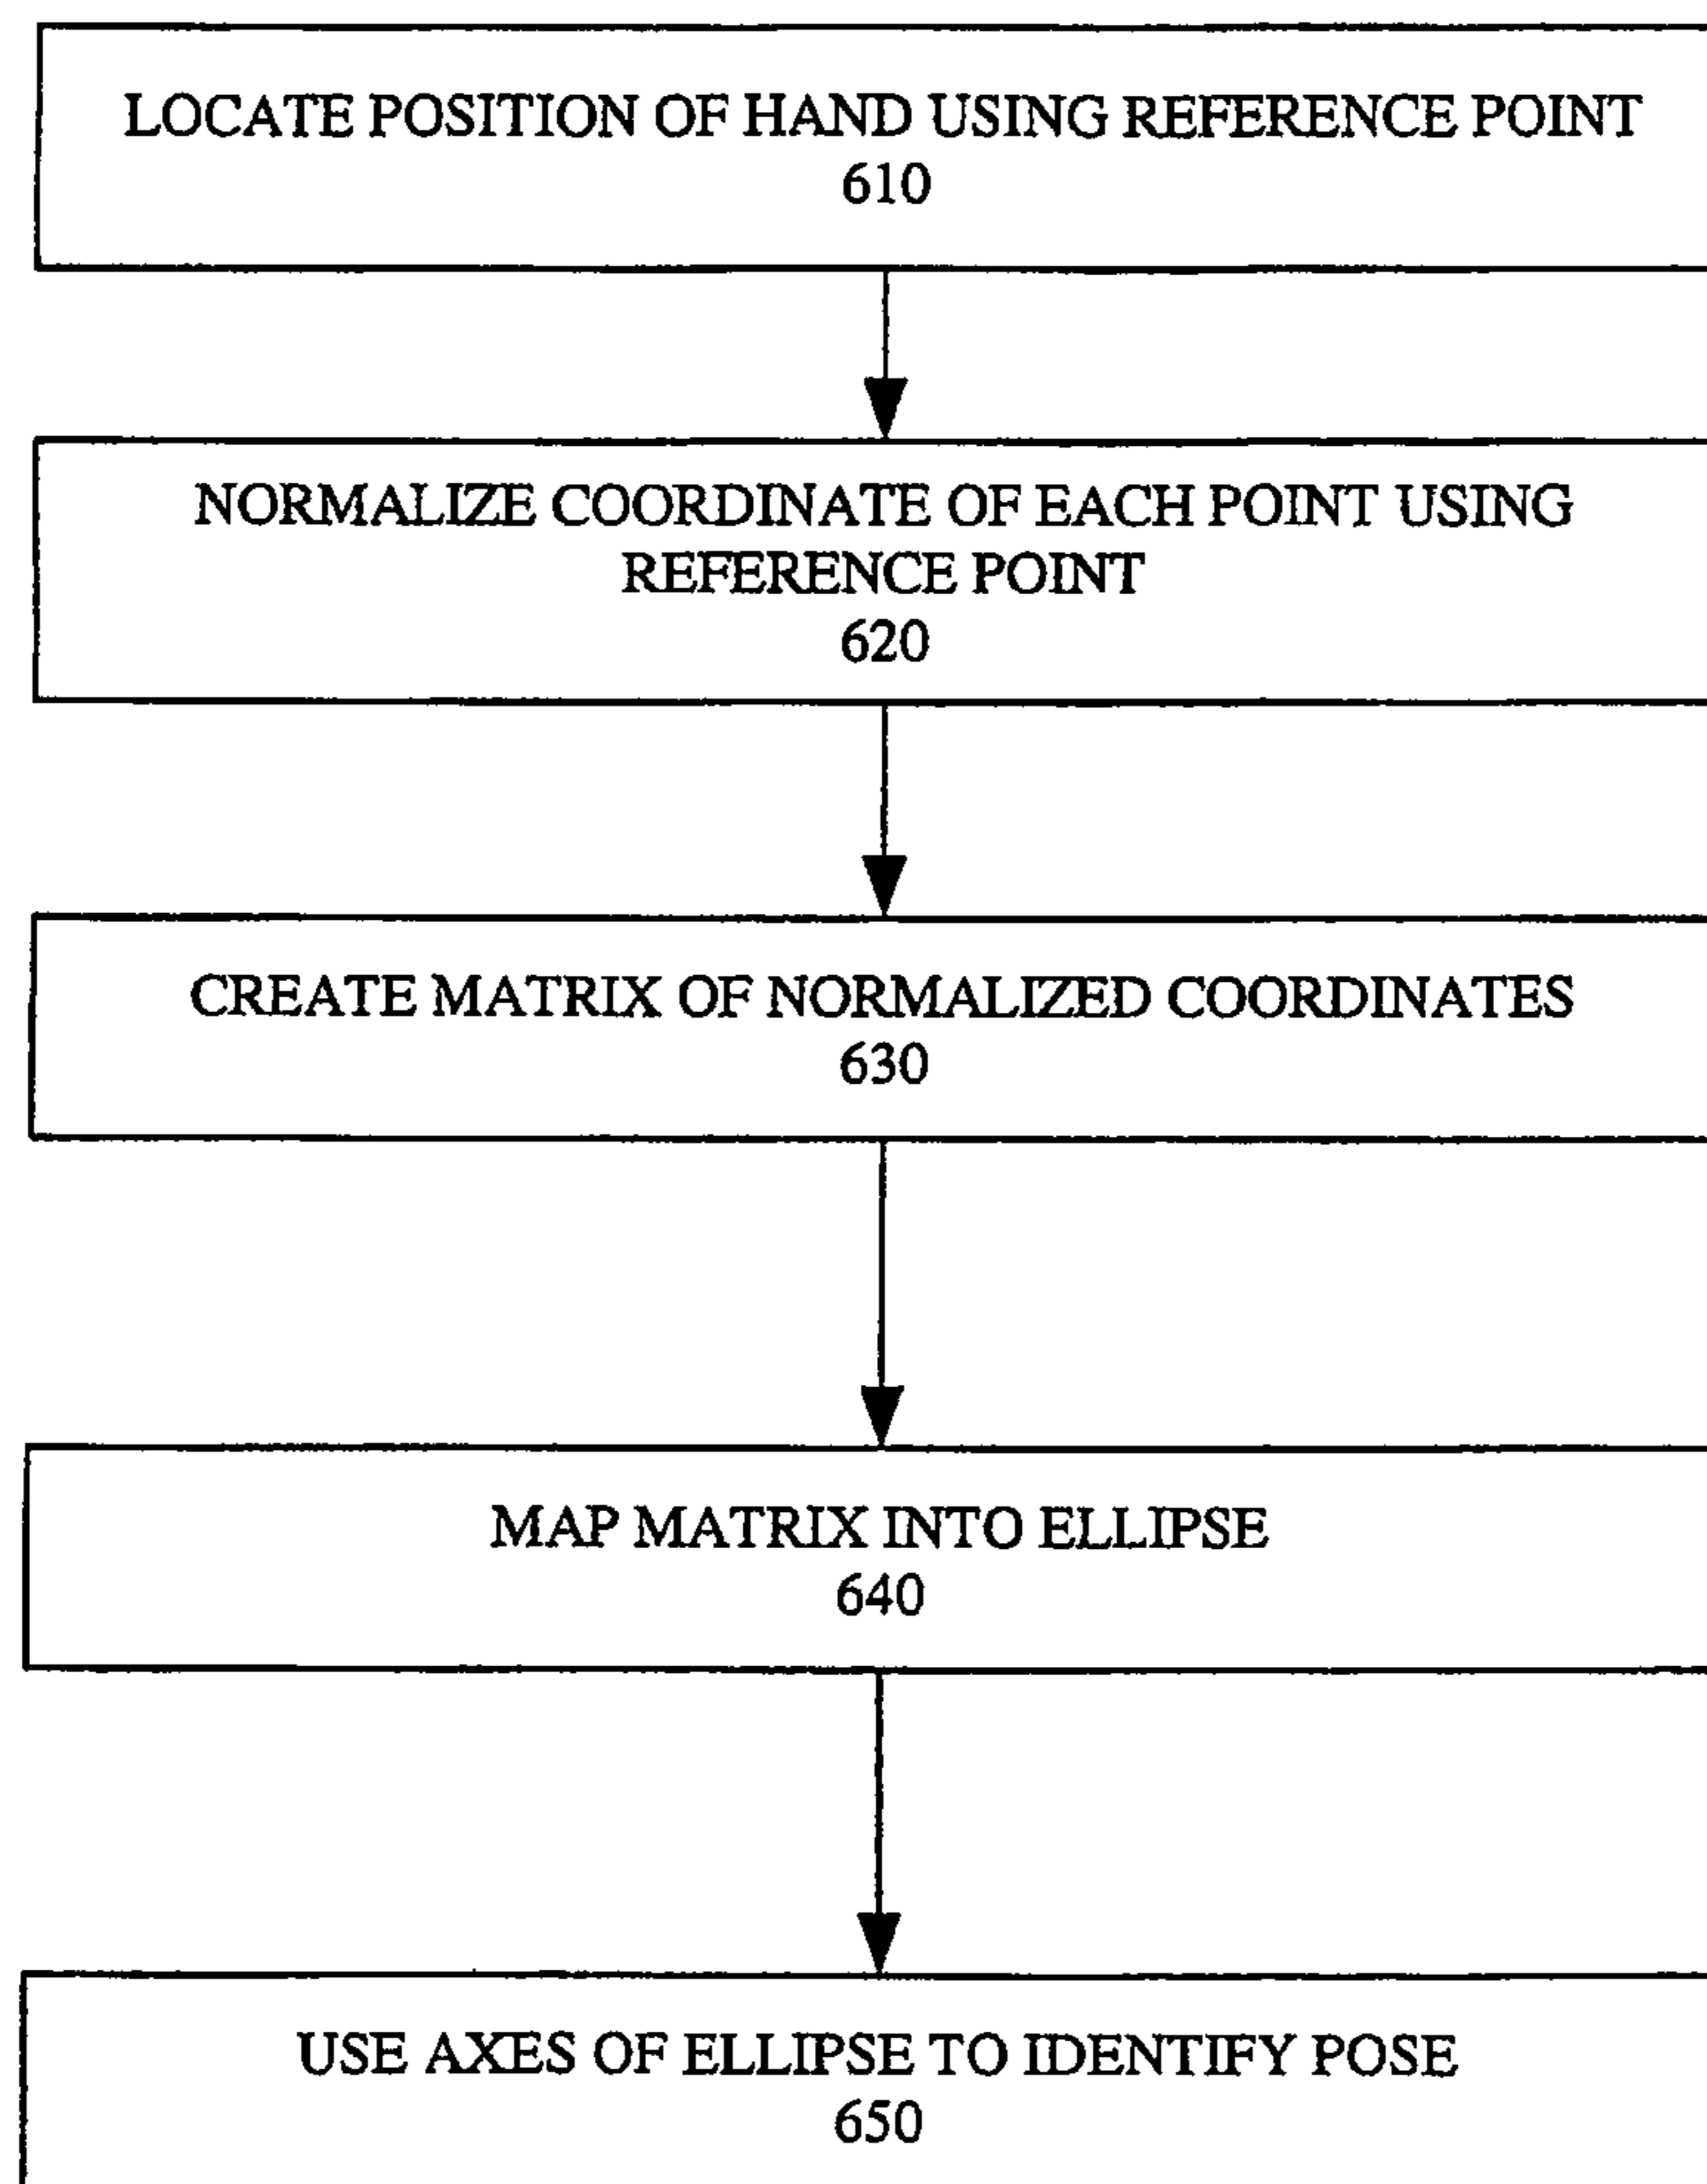 LOCATE POSITION OF HAND USING REFERENCE POINT
610
NORMALIZE COORDINATE OF EACH POINT USING
REFERENCE POINT
620
CREATE MATRIX OF NORMALIZED COORDINATES
630
MAP MATRIX INTO ELLIPSE
640
USE AXES OF ELLIPSE TO IDENTIFY POSE
650